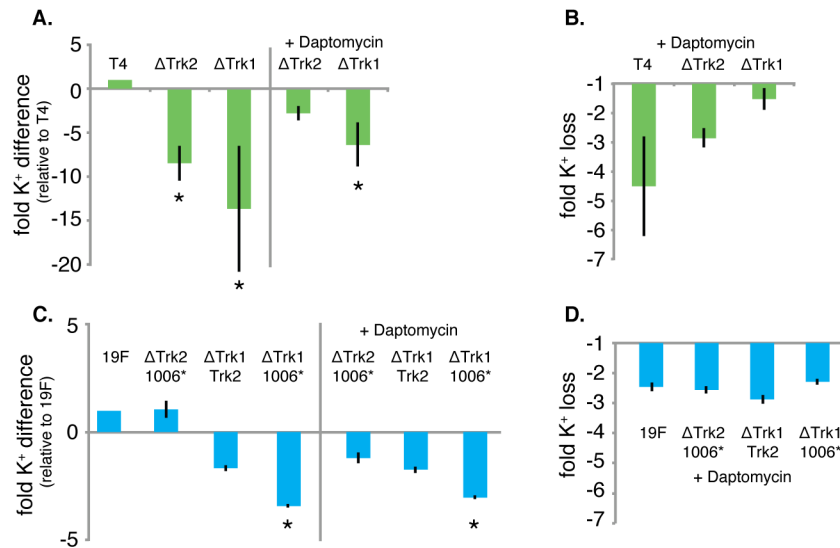 A.
+ Daptomycin
T4 ΔTrk2 ΔTrk1 ΔTrk2 ΔTrk1
fold K⁺ difference
(relative to T4)
5
0
-5
-10
-15
-20
*
*
*
B.
+ Daptomycin
T4 ΔTrk2 ΔTrk1
fold K⁺ loss
-1
-2
-3
-4
-5
-6
-7
C.
+ Daptomycin
19F ΔTrk2 ΔTrk1 ΔTrk1 ΔTrk2 ΔTrk1 ΔTrk1
1006* Trk2 1006* 1006* Trk2 1006*
fold K⁺ difference
(relative to 19F)
5
0
-5
*
*
D.
fold K⁺ loss
-1
-2
-3
-4
-5
-6
-7
19F ΔTrk2 ΔTrk1 ΔTrk1
1006* Trk2 1006*
+ Daptomycin